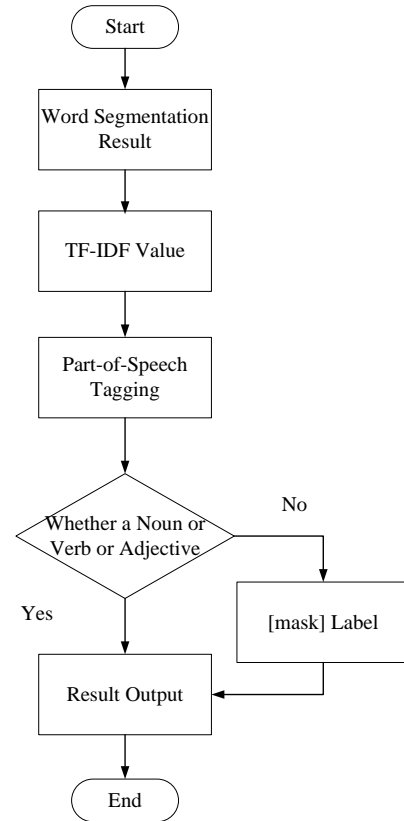 Start
Word Segmentation
Result
TF-IDF Value
Part-of-Speech
Tagging
Whether a Noun or
Verb or Adjective
No
Yes
[mask] Label
Result Output
End